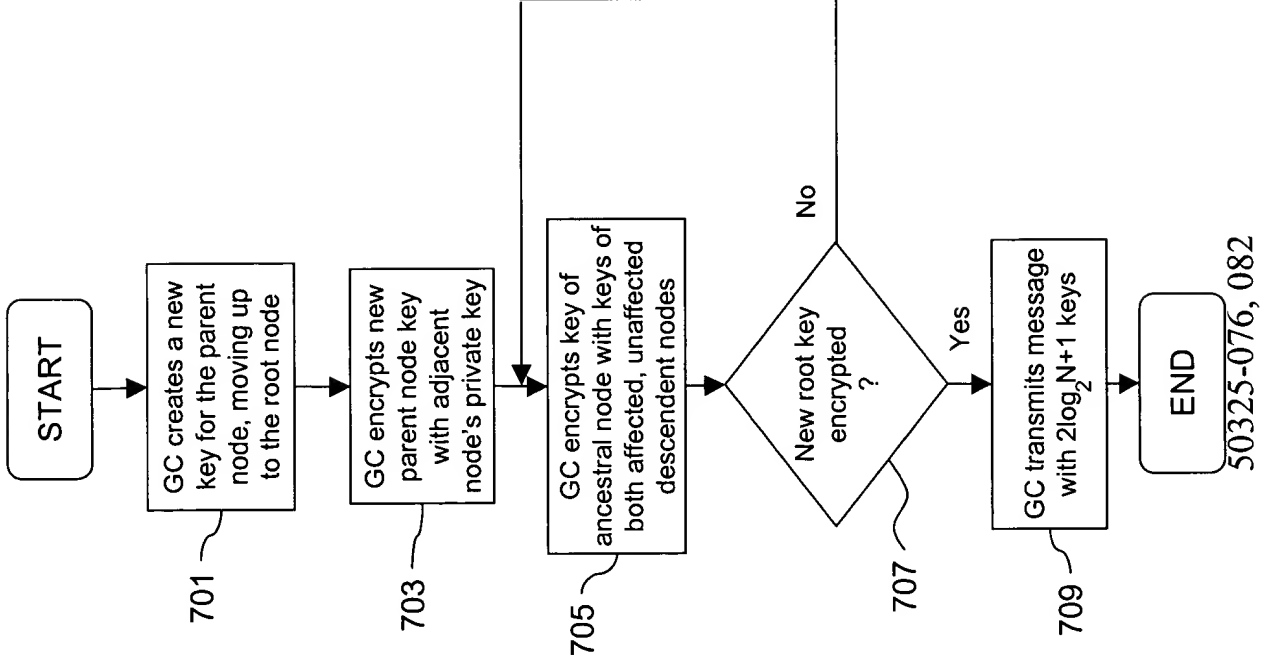 START
701
GC creates a new
key for the parent
node, moving up
to the root node
703
GC encrypts new
parent node key
with adjacent
node's private key
705
GC encrypts key of
ancestral node with keys of
both affected, unaffected
descendent nodes
707
New root key
encrypted
?
No
Yes
709
GC transmits message
with 2log2N+1 keys
END
50325-076, 082